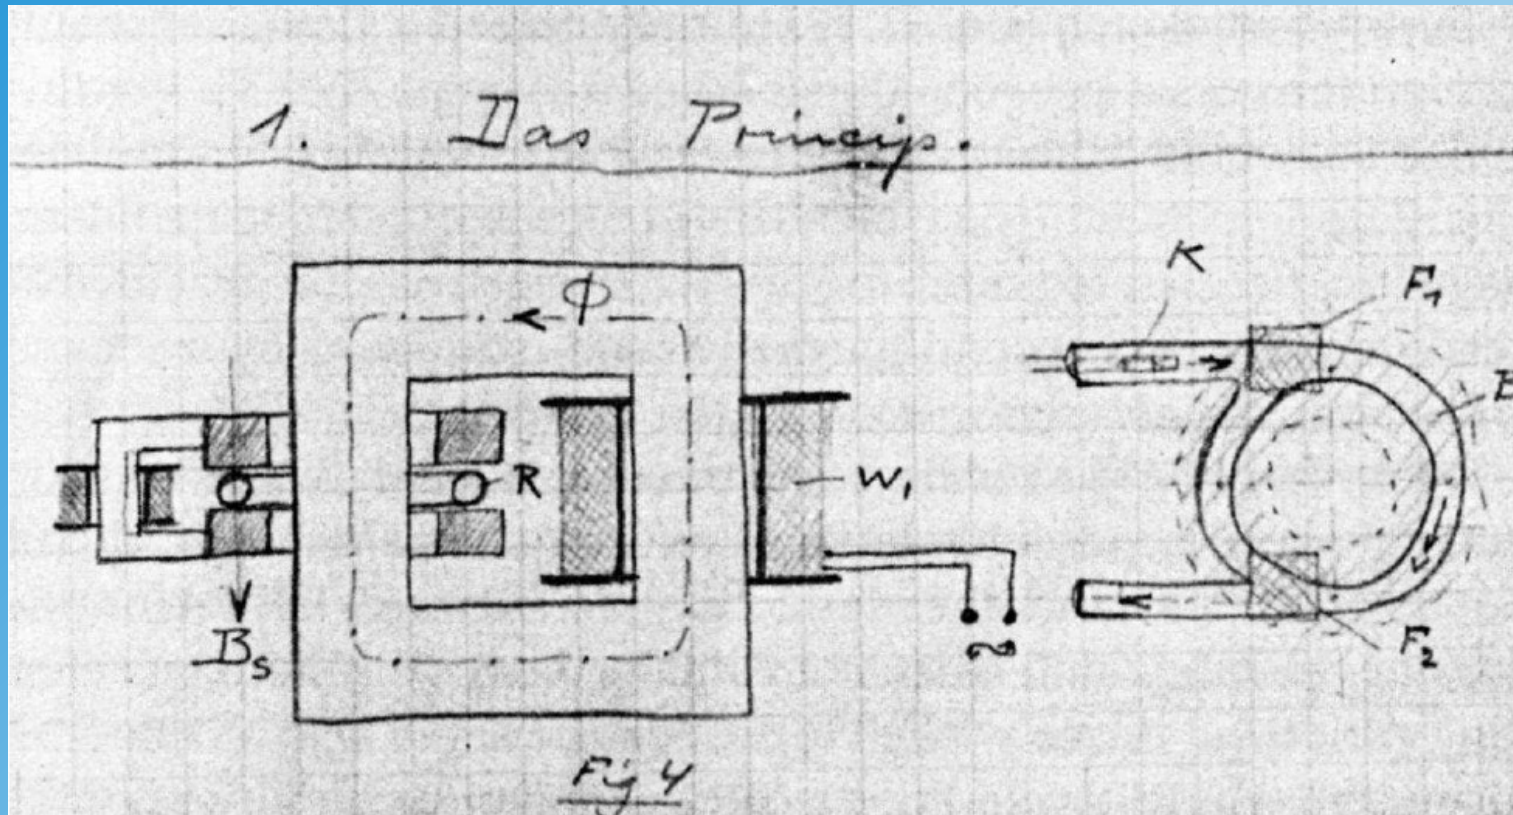 1. Das Princip.
Φ
K
F₁
B
R
W₁
Bₛ
F₂
~
Fig 4